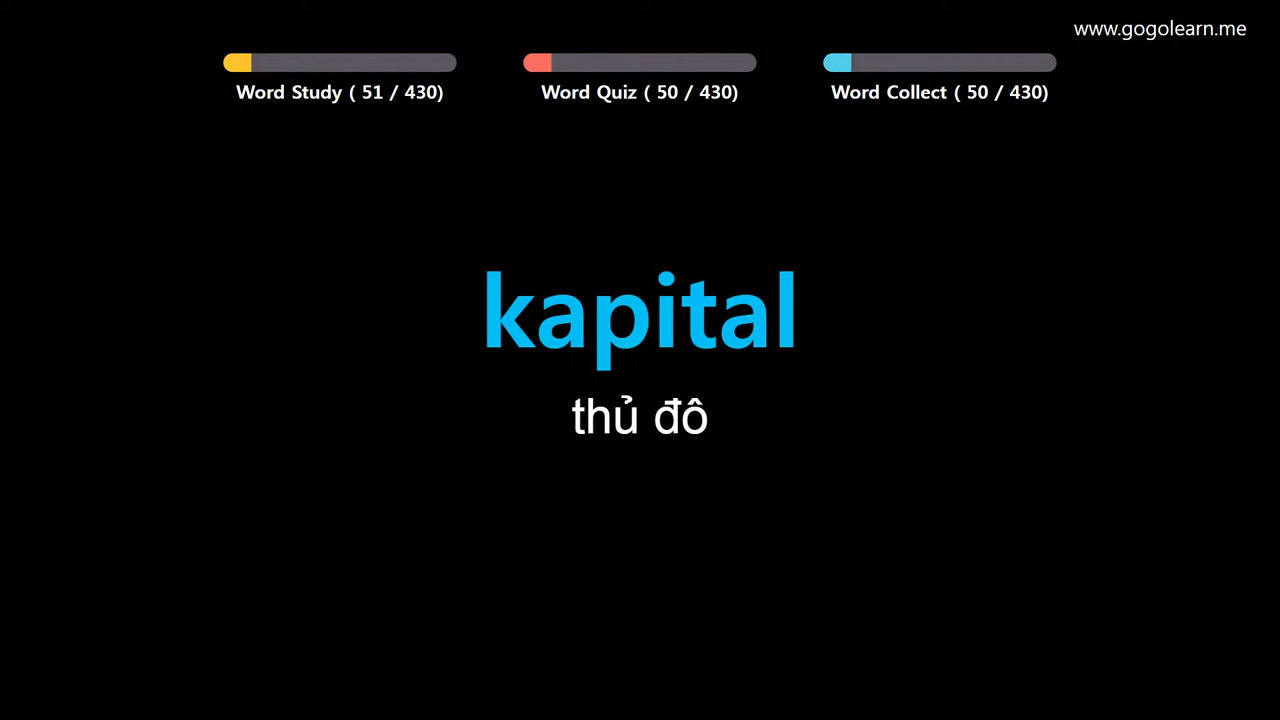 www.gogolearn.me
Word Study ( 51 / 430)
Word Quiz ( 50 / 430)
Word Collect ( 50 / 430)
kapital
thủ đô